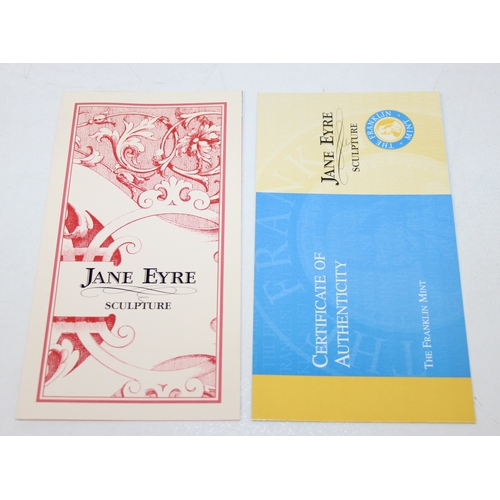 JANE EYRE
SCULPTURE
JANE EYRE
SCULPTURE
THE FRANKLIN MINT
CERTIFICATE OF
AUTHENTICITY
THE FRANKLIN MINT